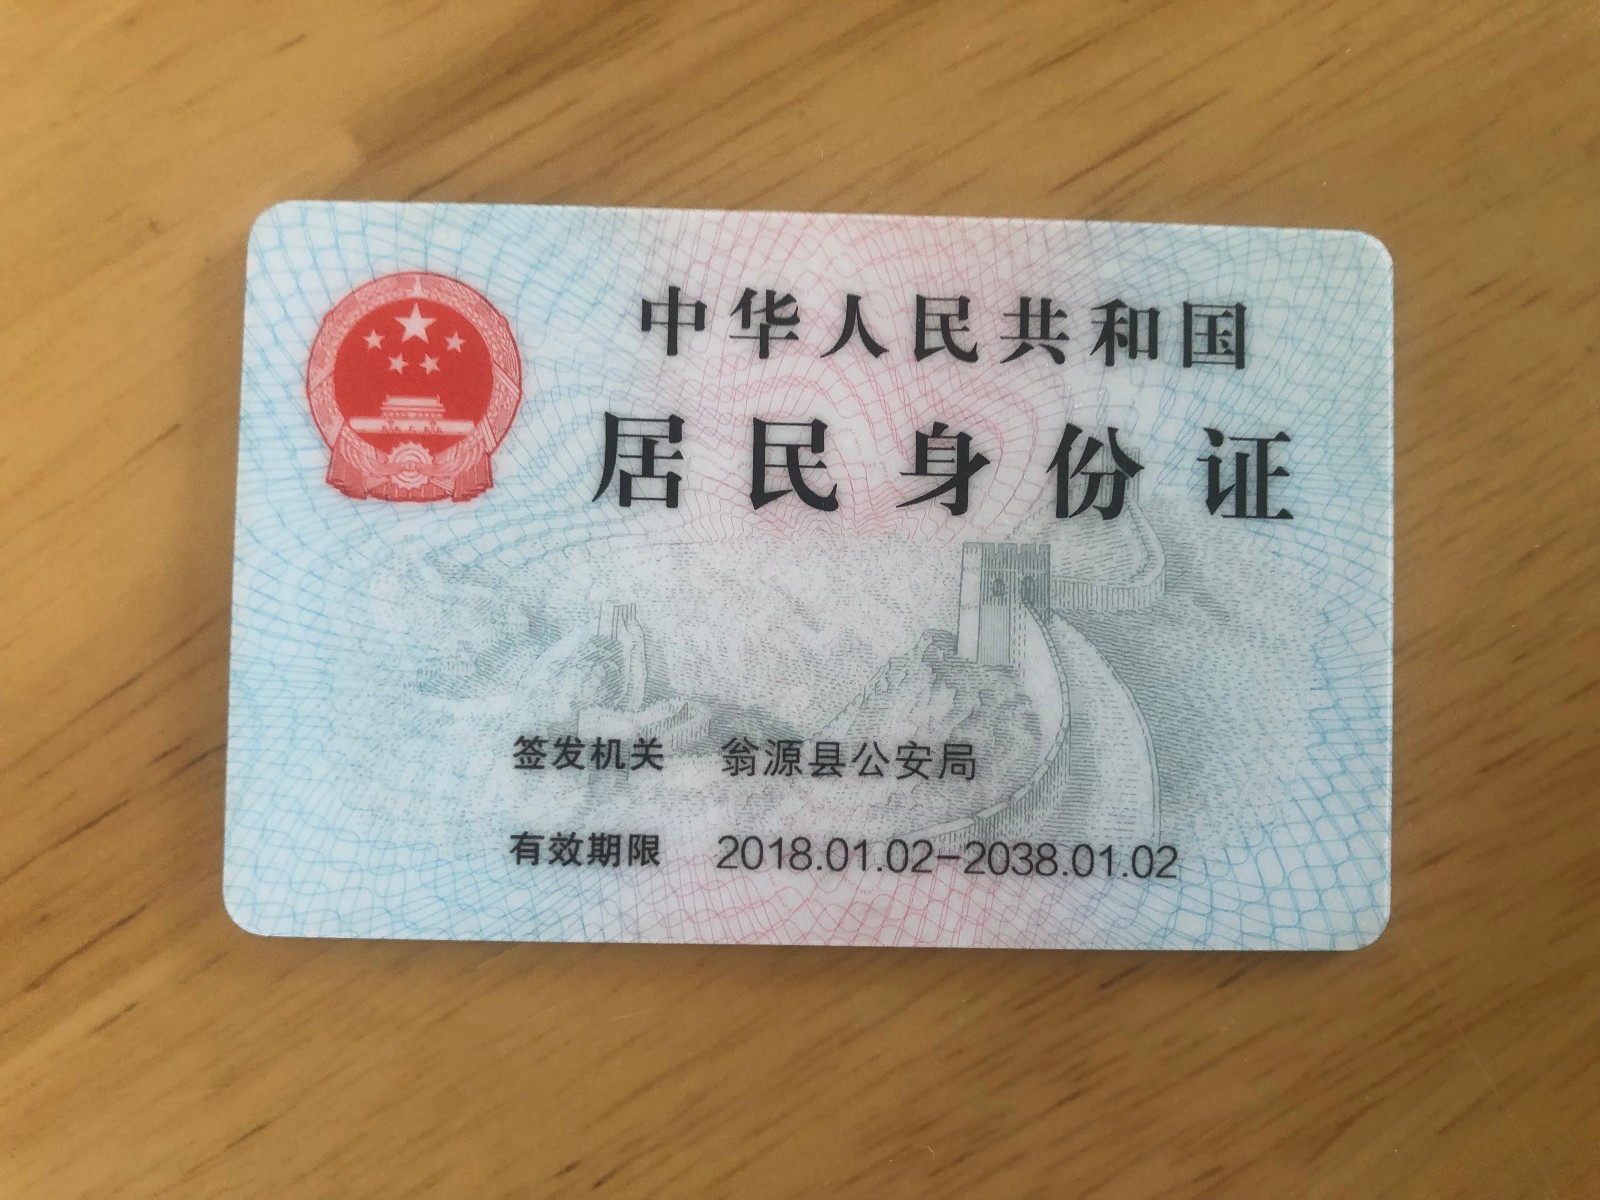 中华人民共和国
居民身份证
签发机关 翁源县公安局
有效期限 2018.01.02-2038.01.02